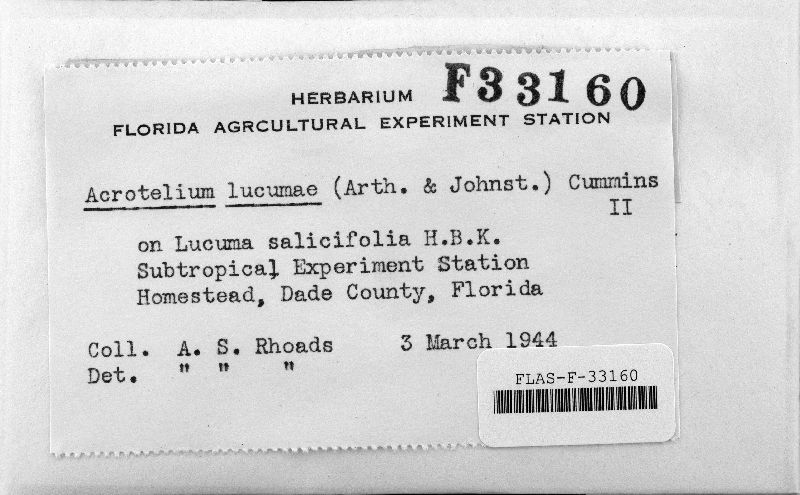 HERBARIUM F33160
FLORIDA AGRCULTURAL EXPERIMENT STATION
Acrotelium lucumae (Arth. & Johnst.) Cummins
II
on Lucuma salicifolia H.B.K.
Subtropical Experiment Station
Homestead, Dade County, Florida
Coll. A. S. Rhoads 3 March 1944
Det. " " "
FLAS-F-33160